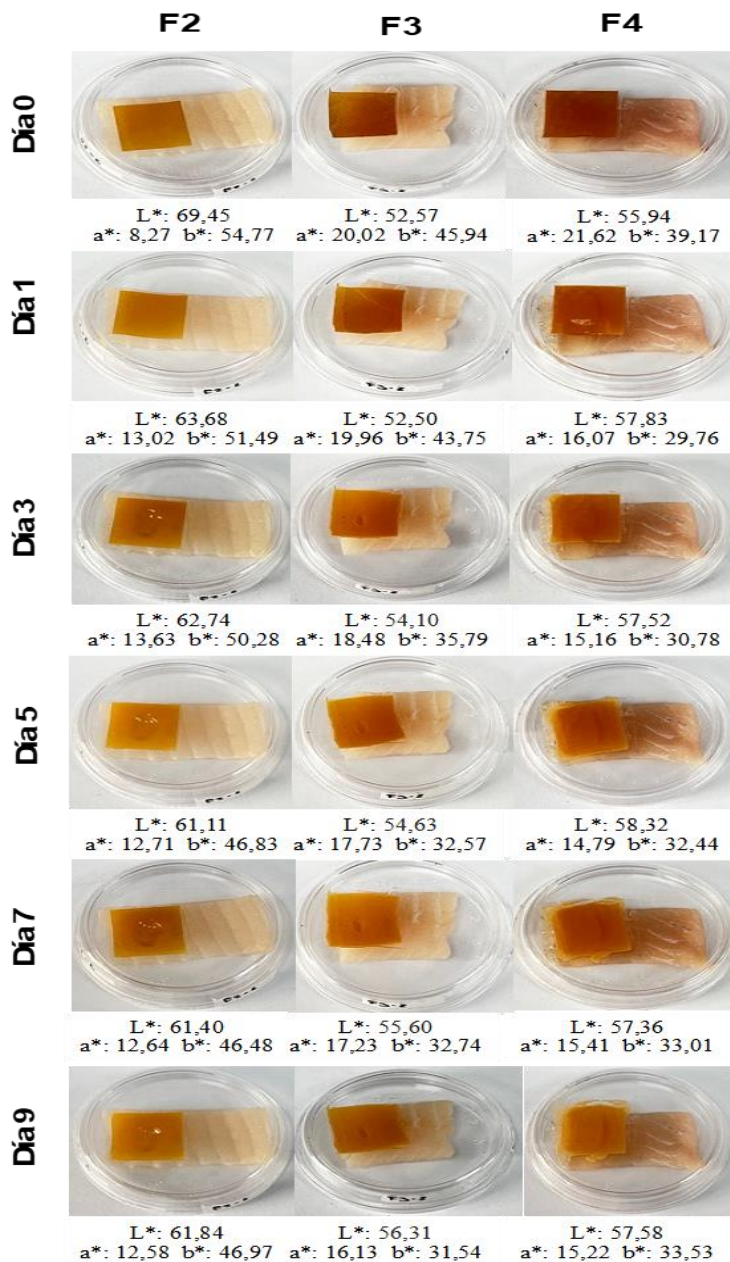 F2 F3 F4
Día 0
L*: 69,45 L*: 52,57 L*: 55,94
a*: 8,27 b*: 54,77 a*: 20,02 b*: 45,94 a*: 21,62 b*: 39,17
Día 1
L*: 63,68 L*: 52,50 L*: 57,83
a*: 13,02 b*: 51,49 a*: 19,96 b*: 43,75 a*: 16,07 b*: 29,76
Día 3
L*: 62,74 L*: 54,10 L*: 57,52
a*: 13,63 b*: 50,28 a*: 18,48 b*: 35,79 a*: 15,16 b*: 30,78
Día 5
L*: 61,11 L*: 54,63 L*: 58,32
a*: 12,71 b*: 46,83 a*: 17,73 b*: 32,57 a*: 14,79 b*: 32,44
Día 7
L*: 61,40 L*: 55,60 L*: 57,36
a*: 12,64 b*: 46,48 a*: 17,23 b*: 32,74 a*: 15,41 b*: 33,01
Día 9
L*: 61,84 L*: 56,31 L*: 57,58
a*: 12,58 b*: 46,97 a*: 16,13 b*: 31,54 a*: 15,22 b*: 33,53